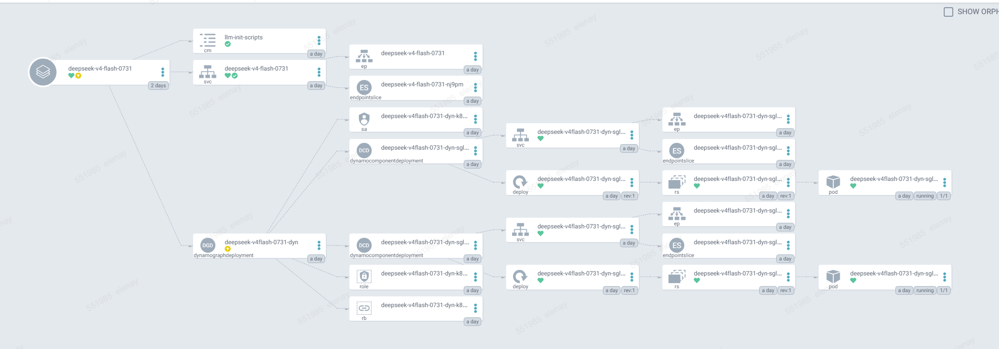 SHOW ORPH
llm-init-scripts
cm
a day
deepseek-v4-flash-0731
2 days
deepseek-v4-flash-0731
svc
a day
deepseek-v4-flash-0731
ep
a day
deepseek-v4-flash-0731-nj9pm
ES
endpointslice
a day
deepseek-v4flash-0731-dyn-k8...
sa
a day
deepseek-v4flash-0731-dyn-sgl...
DCD
dynamocomponentdeployment
a day
deepseek-v4flash-0731-dyn-sgl...
svc
a day
deepseek-v4flash-0731-dyn-sgl...
ep
a day
deepseek-v4flash-0731-dyn-sgl...
ES
endpointslice
a day
deepseek-v4flash-0731-dyn-sgl...
deploy
a day rev:1
deepseek-v4flash-0731-dyn-sgl...
rs
a day rev:1
deepseek-v4flash-0731-dyn-sgl...
pod
a day running 1/1
deepseek-v4flash-0731-dyn
DGD
dynamographdeployment
a day
deepseek-v4flash-0731-dyn-sgl...
DCD
dynamocomponentdeployment
a day
deepseek-v4flash-0731-dyn-sgl...
svc
a day
deepseek-v4flash-0731-dyn-sgl...
ep
a day
deepseek-v4flash-0731-dyn-sgl...
ES
endpointslice
a day
deepseek-v4flash-0731-dyn-k8...
role
a day
deepseek-v4flash-0731-dyn-sgl...
deploy
a day rev:1
deepseek-v4flash-0731-dyn-sgl...
rs
a day rev:1
deepseek-v4flash-0731-dyn-sgl...
pod
a day running 1/1
deepseek-v4flash-0731-dyn-k8...
rb
a day
551985 elenay